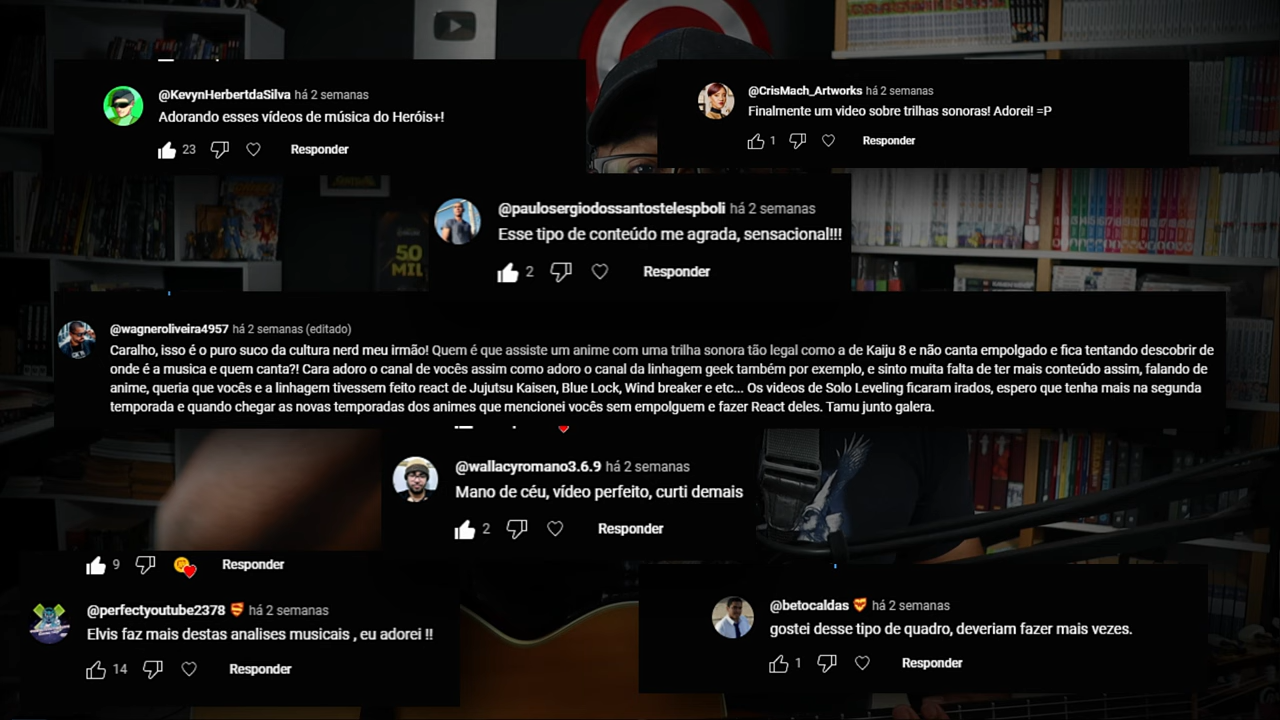 @KevynHerbertdaSilva há 2 semanas
Adorando esses vídeos de música do Heróis+!
23 Responder
@CrisMach_Artworks há 2 semanas
Finalmente um video sobre trilhas sonoras! Adorei! =P
1 Responder
@paulosergiodossantostelespboli há 2 semanas
Esse tipo de conteúdo me agrada, sensacional!!!
2 Responder
50
MIL
@wagneroliveira4957 há 2 semanas (editado)
Caralho, isso é o puro suco da cultura nerd meu irmão! Quem é que assiste um anime com uma trilha sonora tão legal como a de Kaiju 8 e não canta empolgado e fica tentando descobrir de
onde é a musica e quem canta?! Cara adoro o canal de vocês assim como adoro o canal da linhagem geek também por exemplo, e sinto muita falta de ter mais conteúdo assim, falando de
anime, queria que vocês e a linhagem tivessem feito react de Jujutsu Kaisen, Blue Lock, Wind breaker e etc... Os videos de Solo Leveling ficaram irados, espero que tenha mais na segunda
temporada e quando chegar as novas temporadas dos animes que mencionei vocês sem empolguem e fazer React deles. Tamu junto galera.
@wallacyromano3.6.9 há 2 semanas
Mano de céu, vídeo perfeito, curti demais
2 Responder
9 Responder
@perfectyoutube2378 há 2 semanas
Elvis faz mais destas analises musicais , eu adorei !!
14 Responder
@betocaldas há 2 semanas
gostei desse tipo de quadro, deveriam fazer mais vezes.
1 Responder